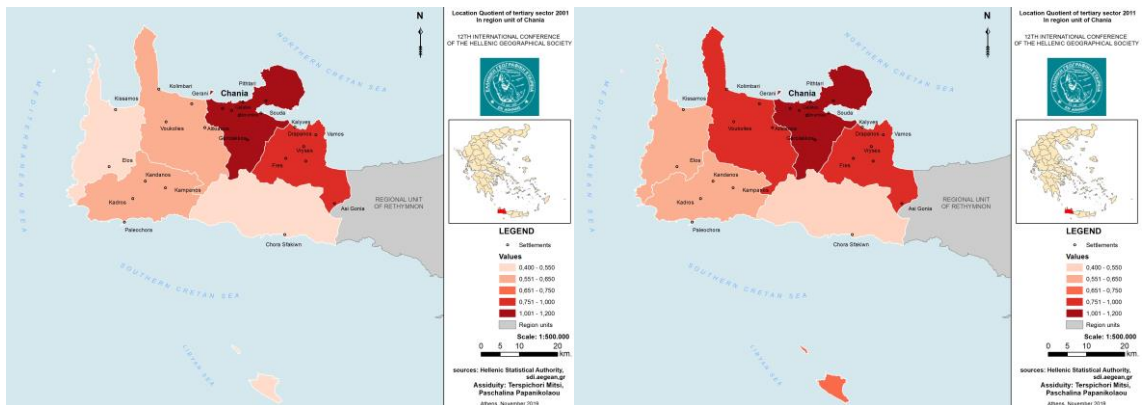 Location Quotient of tertiary sector 2001
In region unit of Chania
12TH INTERNATIONAL CONFERENCE
OF THE HELLENIC GEOGRAPHICAL SOCIETY
N
NORTHERN CRETAN SEA
MEDITERRANEAN SEA
Pithari
Kolimbari
Gerani
Chania
Kissamos
Souda
Kalyves
Voukolies
Drapanos
Vamos
Vryses
Elos
Fres
Kandanos
Kampanos
Kadros
Asi Gonia
REGIONAL UNIT
OF RETHYMNON
Paleochora
Chora Sfakiwn
SOUTHERN CRETAN SEA
LIBYAN SEA
LEGEND
Settlements
Values
0,400 - 0,550
0,551 - 0,650
0,651 - 0,750
0,751 - 1,000
1,001 - 1,200
Region units
Scale: 1:500.000
0 5 10 20
km.
sources: Hellenic Statistical Authority,
sdi.aegean,gr
Assiduity: Terspichori Mitsi,
Paschalina Papanikolaou
Athens, November 2019
Location Quotient of tertiary sector 2011
In region unit of Chania
12TH INTERNATIONAL CONFERENCE
OF THE HELLENIC GEOGRAPHICAL SOCIETY
N
NORTHERN CRETAN SEA
MEDITERRANEAN SEA
Pithari
Kolimbari
Gerani
Chania
Kissamos
Souda
Kalyves
Voukolies
Drapanos
Vamos
Vryses
Elos
Fres
Kandanos
Kampanos
Kadros
Asi Gonia
REGIONAL UNIT
OF RETHYMNON
Paleochora
Chora Sfakiwn
SOUTHERN CRETAN SEA
LIBYAN SEA
LEGEND
Settlements
Values
0,400 - 0,550
0,551 - 0,650
0,651 - 0,750
0,751 - 1,000
1,001 - 1,200
Region units
Scale: 1:500.000
0 5 10 20
km.
sources: Hellenic Statistical Authority,
sdi.aegean,gr
Assiduity: Terspichori Mitsi,
Paschalina Papanikolaou
Athens, November 2019